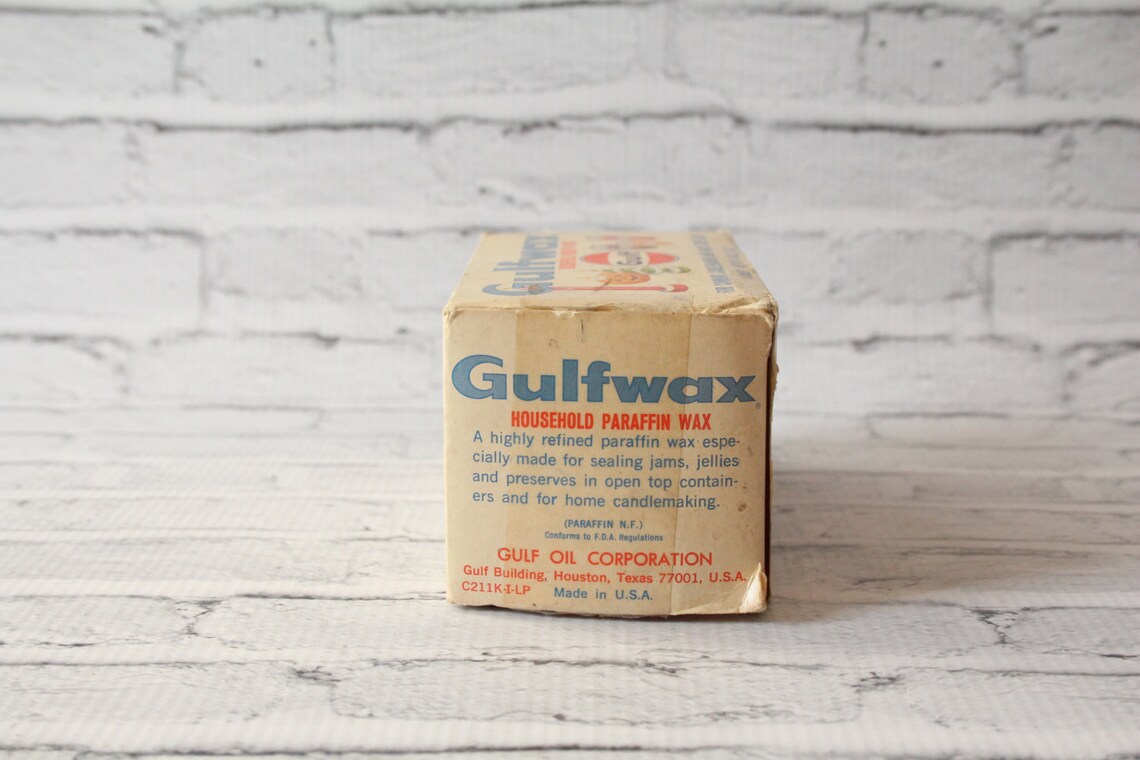 Gulfwax
Gulf
Gulfwax®
HOUSEHOLD PARAFFIN WAX
A highly refined paraffin wax espe-
cially made for sealing jams, jellies
and preserves in open top contain-
ers and for home candlemaking.
(PARAFFIN N.F.)
Conforms to F.D.A. Regulations
GULF OIL CORPORATION
Gulf Building, Houston, Texas 77001, U.S.A.
C211K-I-LP Made in U.S.A.